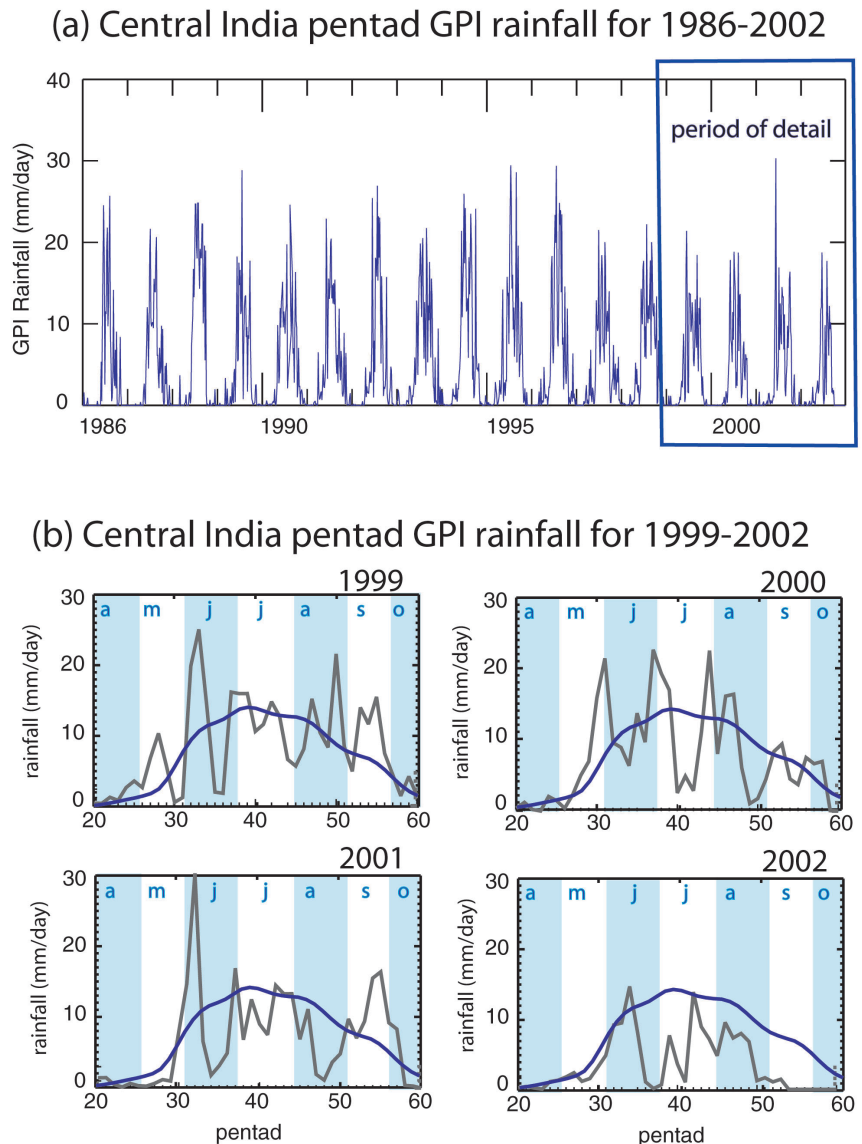 (a) Central India pentad GPI rainfall for 1986-2002
GPI Rainfall (mm/day)
40
30
20
10
0
period of detail
1986 1990 1995 2000
(b) Central India pentad GPI rainfall for 1999-2002
1999
rainfall (mm/day)
30
20
10
0
a m j j a s o
20 30 40 50 60
2000
rainfall (mm/day)
30
20
10
0
a m j j a s o
20 30 40 50 60
2001
rainfall (mm/day)
30
20
10
0
a m j j a s o
20 30 40 50 60
pentad
2002
rainfall (mm/day)
30
20
10
0
a m j j a s o
20 30 40 50 60
pentad